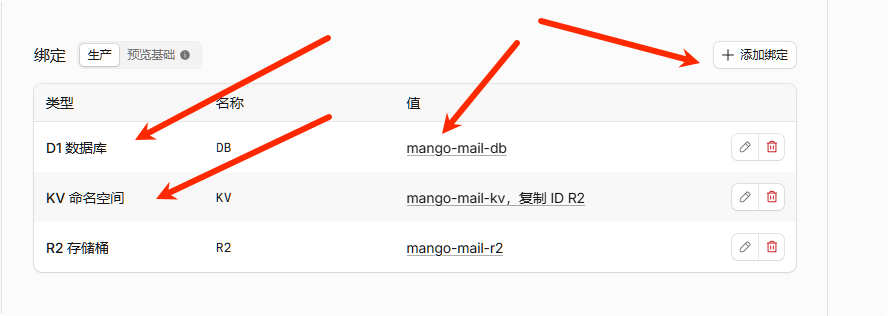 绑定 生产 预览基础 添加绑定
类型 名称 值
D1 数据库 DB mango-mail-db
KV 命名空间 KV mango-mail-kv，复制 ID R2
R2 存储桶 R2 mango-mail-r2